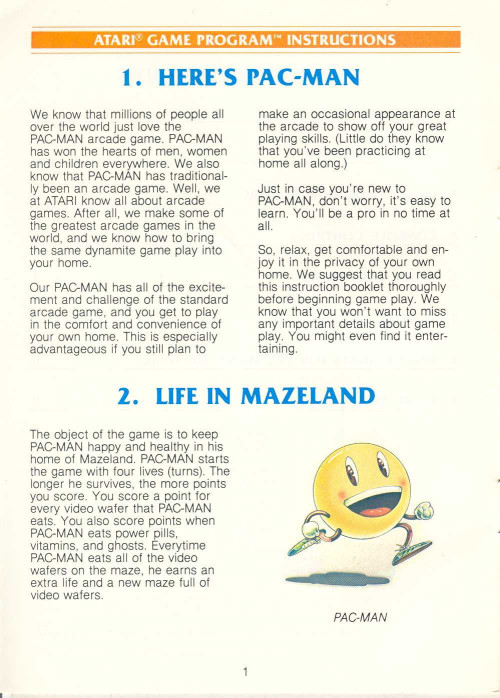 ATARI® GAME PROGRAM™ INSTRUCTIONS
1. HERE'S PAC-MAN
We know that millions of people all
over the world just love the
PAC-MAN arcade game. PAC-MAN
has won the hearts of men, women
and children everywhere. We also
know that PAC-MAN has traditional-
ly been an arcade game. Well, we
at ATARI know all about arcade
games. After all, we make some of
the greatest arcade games in the
world, and we know how to bring
the same dynamite game play into
your home.
Our PAC-MAN has all of the excite-
ment and challenge of the standard
arcade game, and you get to play
in the comfort and convenience of
your own home. This is especially
advantageous if you still plan to
make an occasional appearance at
the arcade to show off your great
playing skills. (Little do they know
that you've been practicing at
home all along.)
Just in case you're new to
PAC-MAN, don't worry, it's easy to
learn. You'll be a pro in no time at
all.
So, relax, get comfortable and en-
joy it in the privacy of your own
home. We suggest that you read
this instruction booklet thoroughly
before beginning game play. We
know that you won't want to miss
any important details about game
play. You might even find it enter-
taining.
2. LIFE IN MAZELAND
The object of the game is to keep
PAC-MAN happy and healthy in his
home of Mazeland. PAC-MAN starts
the game with four lives (turns). The
longer he survives, the more points
you score. You score a point for
every video wafer that PAC-MAN
eats. You also score points when
PAC-MAN eats power pills,
vitamins, and ghosts. Everytime
PAC-MAN eats all of the video
wafers on the maze, he earns an
extra life and a new maze full of
video wafers.
PAC-MAN
1